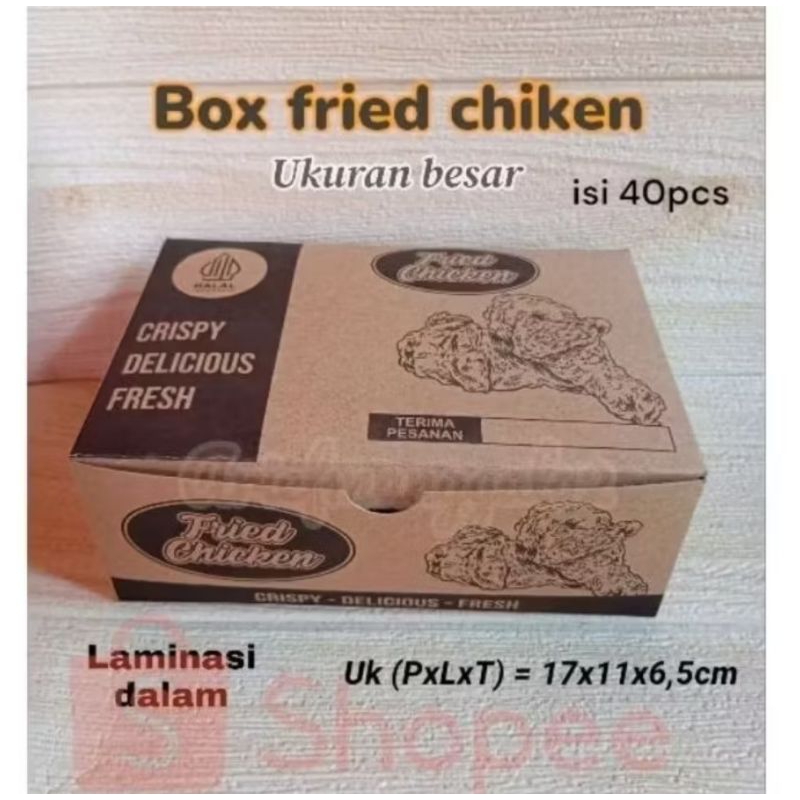 Box fried chiken
Ukuran besar
isi 40pcs
HALAL
CRISPY
DELICIOUS
FRESH
Fried
Chicken
TERIMA
PESANAN
Fried
Chicken
CRISPY - DELICIOUS - FRESH
Laminasi
dalam
Uk (PxLxT) = 17x11x6,5cm
Shopee